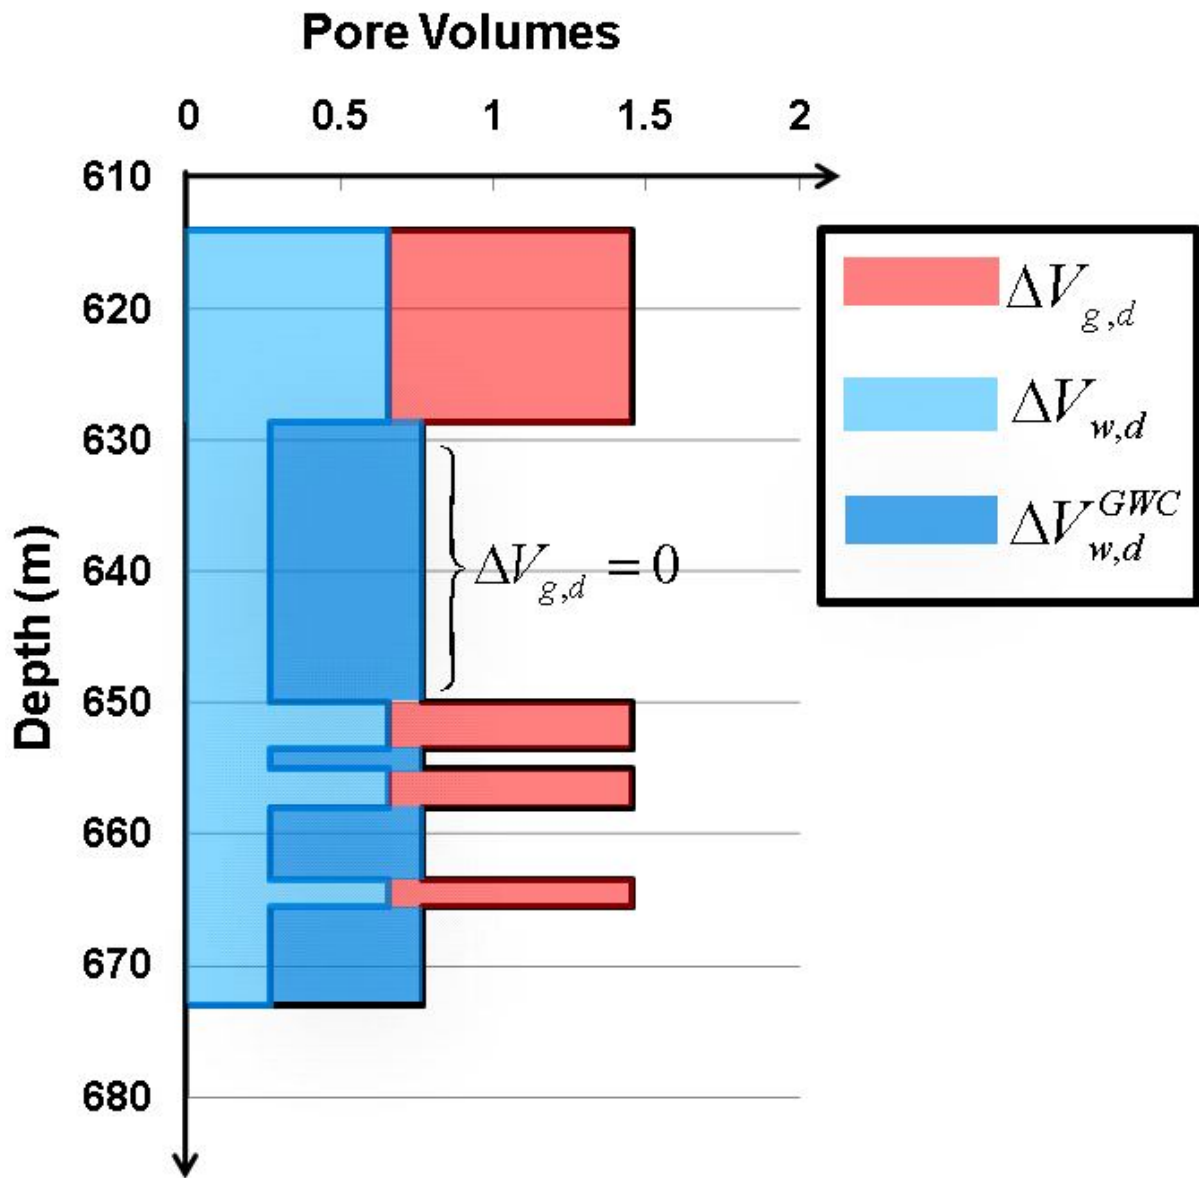 Pore Volumes
0 0.5 1 1.5 2
610
620
630
640
650
660
670
680
Depth (m)
ΔV_{g,d} = 0
ΔV_{g,d}
ΔV_{w,d}
ΔV_{w,d}^{GWC}